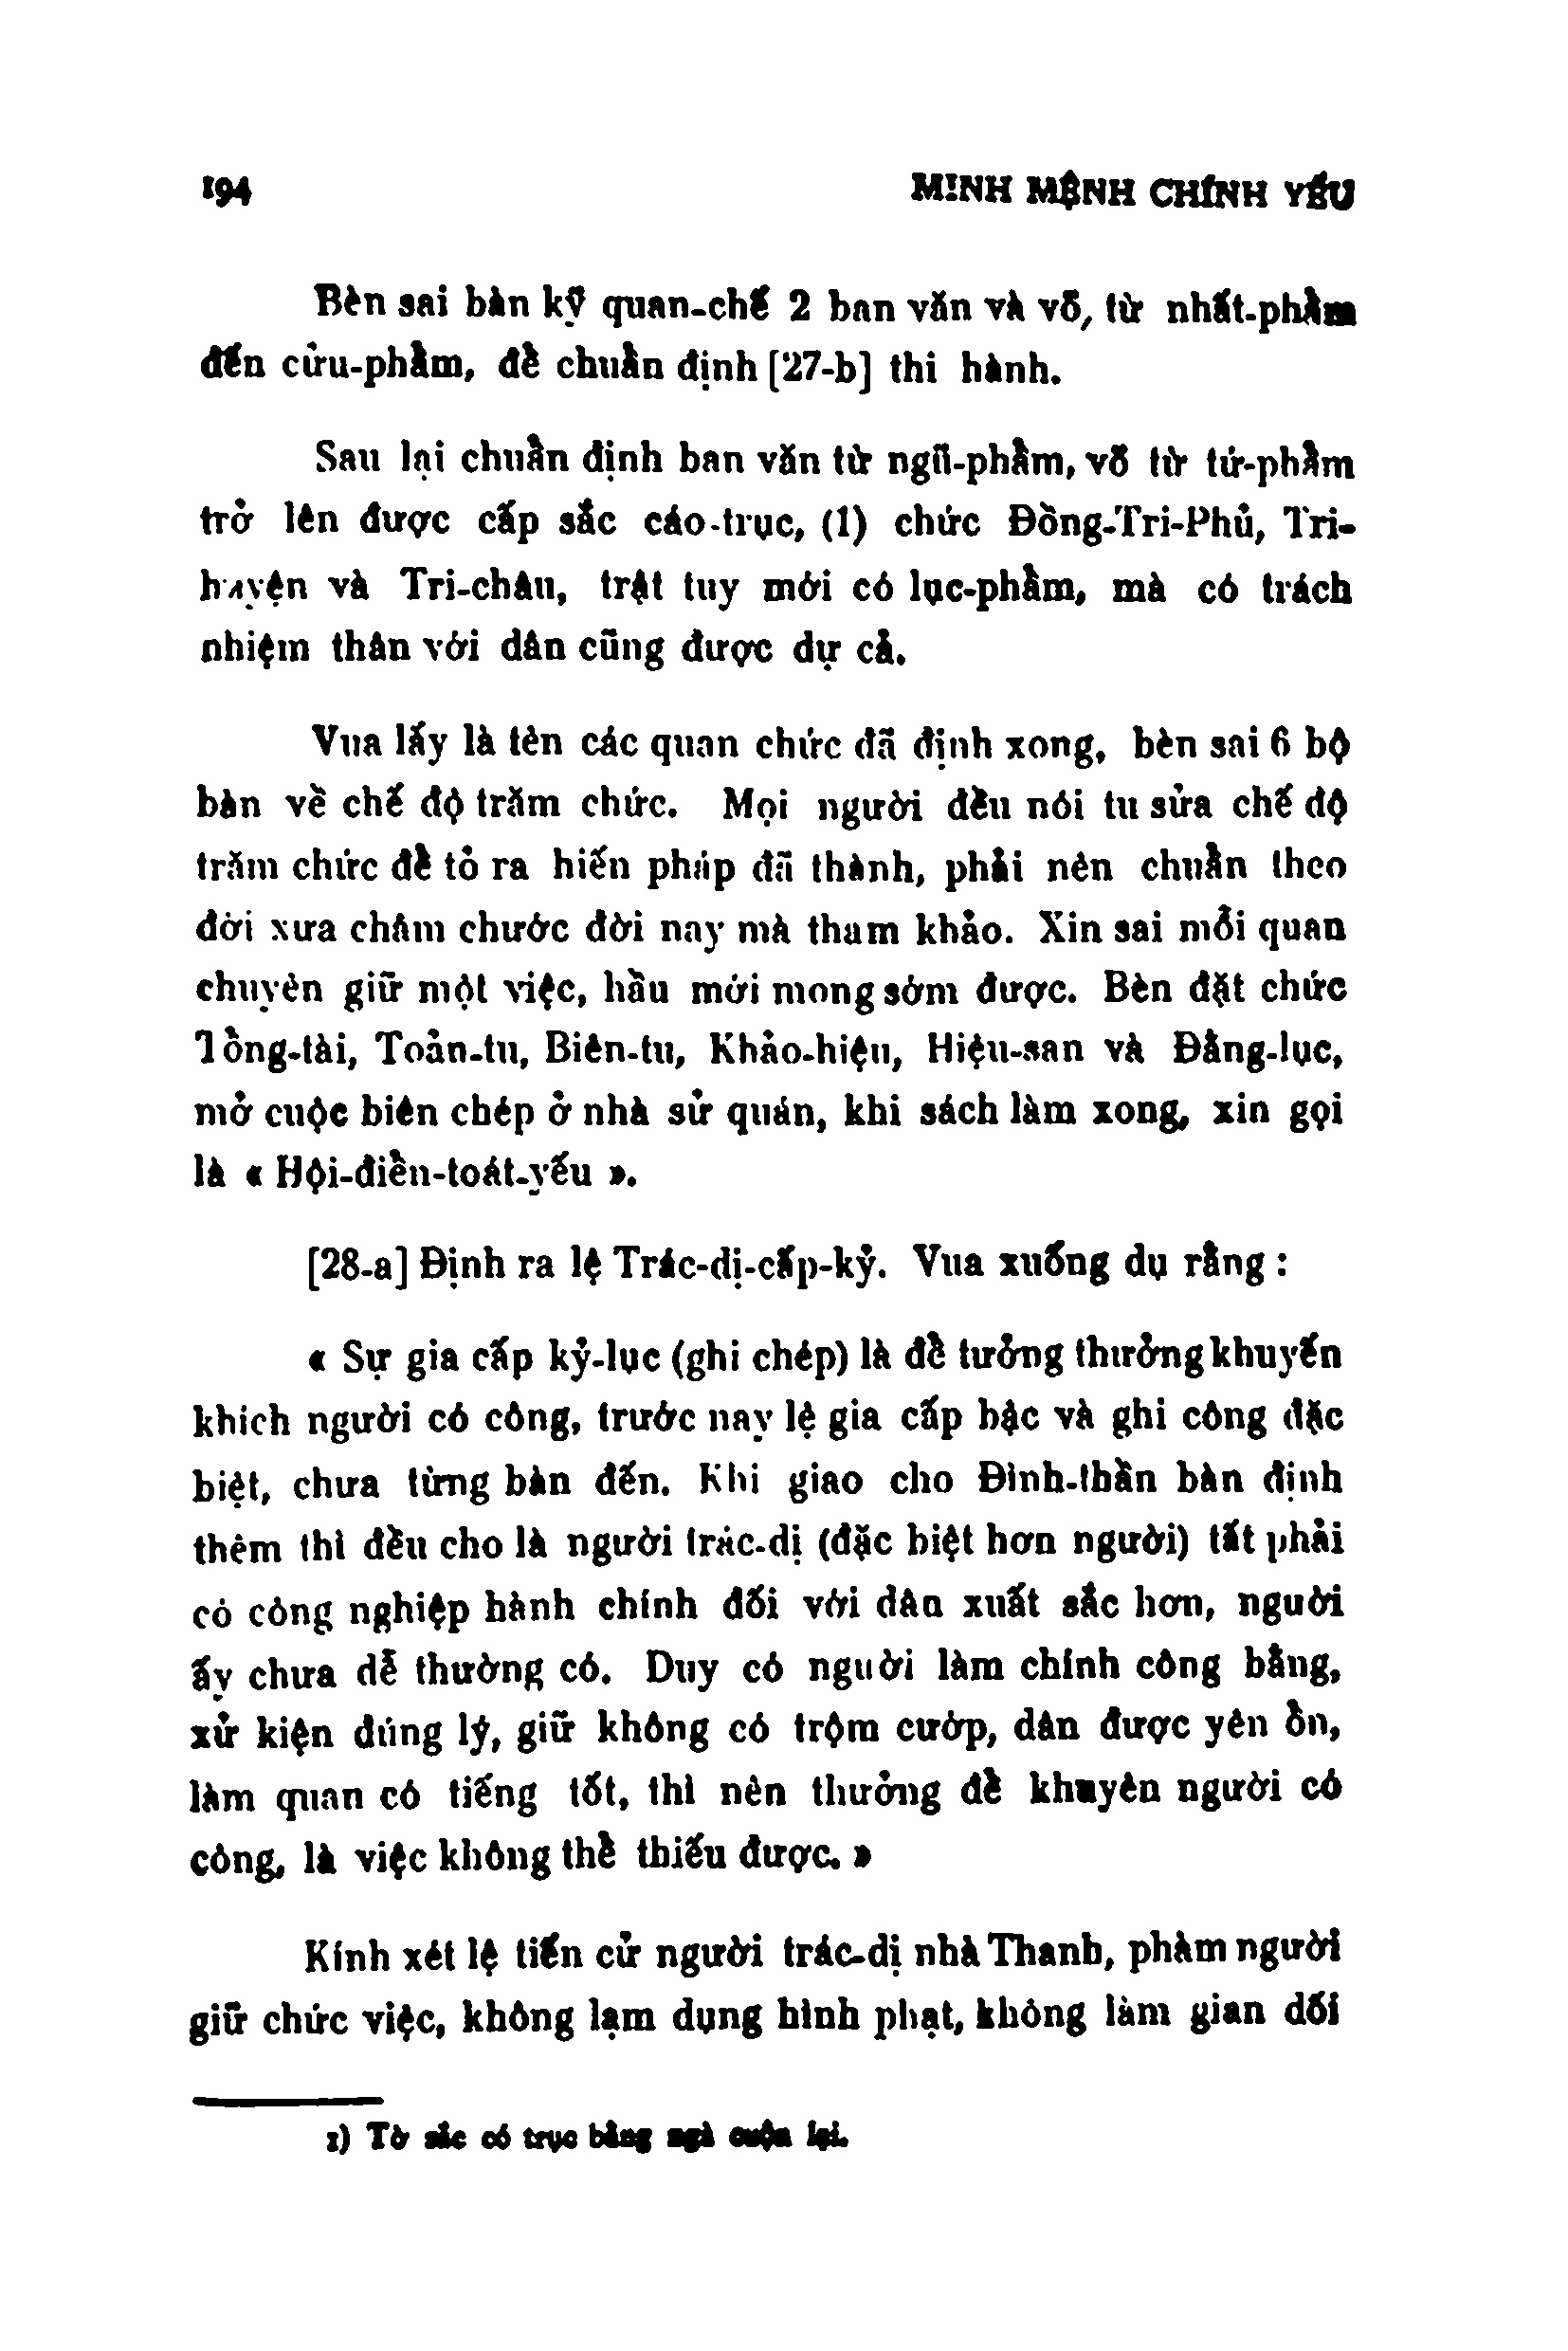 194
MINH MỆNH CHÍNH YẾU
Bèn sai bàn kỹ quan-chế 2 ban văn và võ, từ nhất-phẩm
đến cửu-phẩm, để chuẩn định [27-b] thi hành.
Sau lại chuẩn định ban văn từ ngũ-phẩm, võ từ tứ-phẩm
trở lên được cấp sắc cáo-trục, (1) chức Đồng-Tri-Phủ, Tri-
huyện và Tri-châu, trật tuy mới có lục-phẩm, mà có trách
nhiệm thân với dân cũng được dự cả.
Vua lấy là tên các quan chức đã định xong, bèn sai 6 bộ
bàn về chế độ trăm chức. Mọi người đều nói tu sửa chế độ
trăm chức để tỏ ra hiến pháp đã thành, phải nên chuẩn theo
đời xưa châm chước đời nay mà tham khảo. Xin sai mỗi quan
chuyên giữ một việc, hầu mới mong sớm được. Bèn đặt chức
Tổng-tài, Toản-tu, Biên-tu, Khảo-hiệu, Hiệu-san và Đằng-lục,
mở cuộc biên chép ở nhà sử quán, khi sách làm xong, xin gọi
là « Hội-điển-toát-yếu ».
[28-a] Định ra lệ Trác-dị-cấp-kỷ. Vua xuống dụ rằng :
« Sự gia cấp kỷ-lục (ghi chép) là để tưởng thưởng khuyến
khích người có công, trước nay lệ gia cấp bậc và ghi công đặc
biệt, chưa từng bàn đến. Khi giao cho Đình-thần bàn định
thêm thì đều cho là người trác-dị (đặc biệt hơn người) tất phải
có công nghiệp hành chính đối với dân xuất sắc hơn, nguời
ấy chưa dễ thường có. Duy có nguời làm chính công bằng,
xử kiện đúng lý, giữ không có trộm cướp, dân được yên ổn,
làm quan có tiếng tốt, thì nên thưởng để khuyên người có
công, là việc không thể thiếu được. »
Kính xét lệ tiến cử người trác-dị nhà Thanh, phàm người
giữ chức việc, không lạm dụng hình phạt, không làm gian dối
1) Tờ sắc có trục bằng ngà cuộn lại.